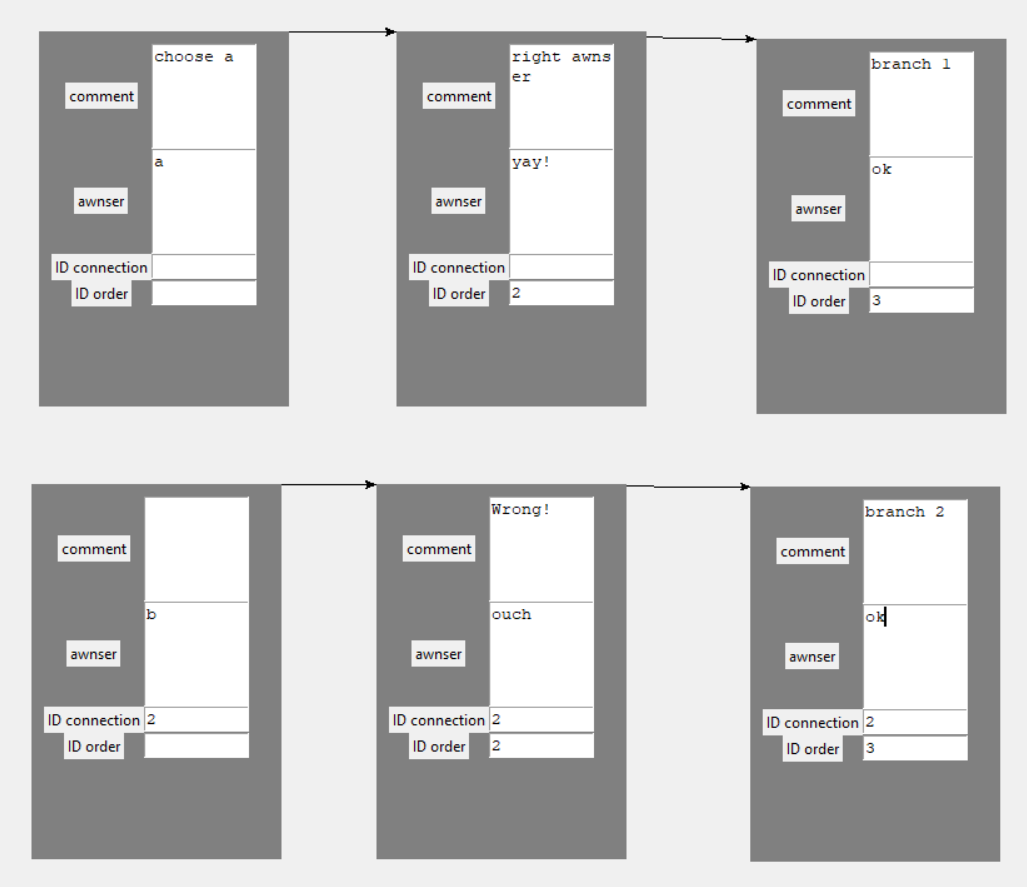 choose a
comment
a
awnser
ID connection
ID order
right awns
er
comment
yay!
awnser
ID connection
ID order 2
branch 1
comment
ok
awnser
ID connection
ID order 3
comment
b
awnser
ID connection 2
ID order
Wrong!
comment
ouch
awnser
ID connection 2
ID order 2
branch 2
comment
ok
awnser
ID connection 2
ID order 3